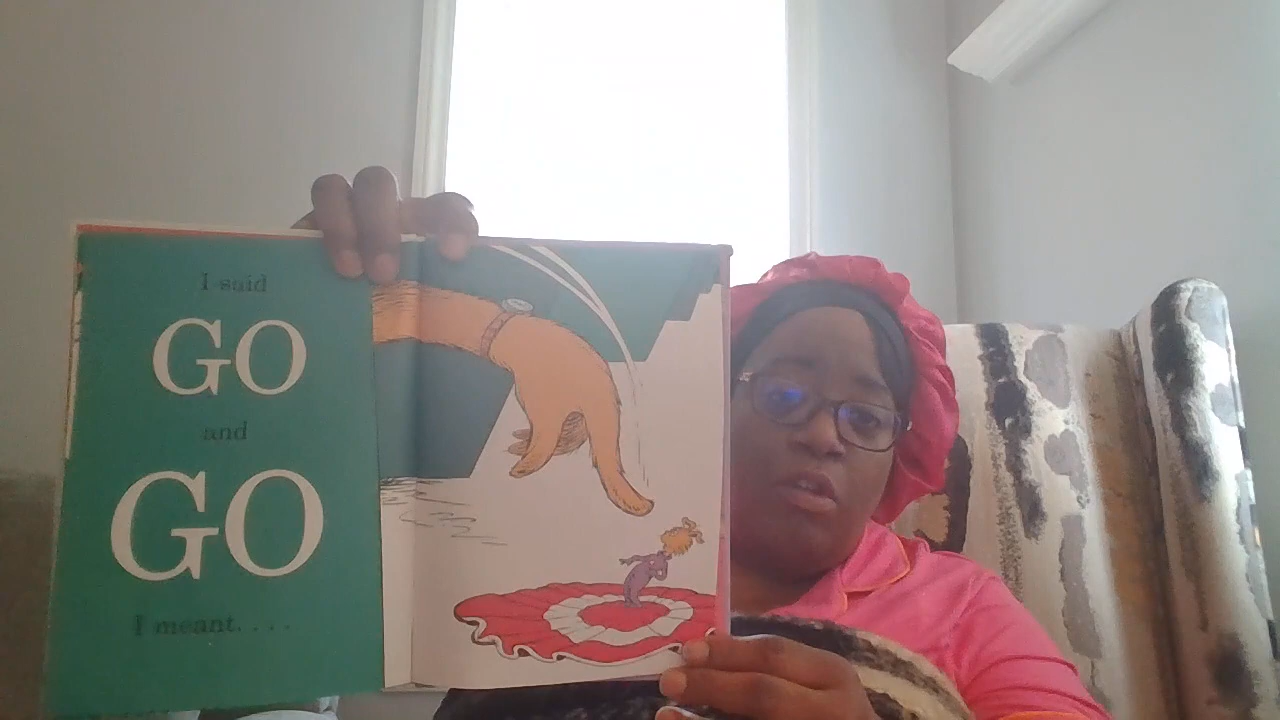 I said
GO
and
GO
I meant. . . .